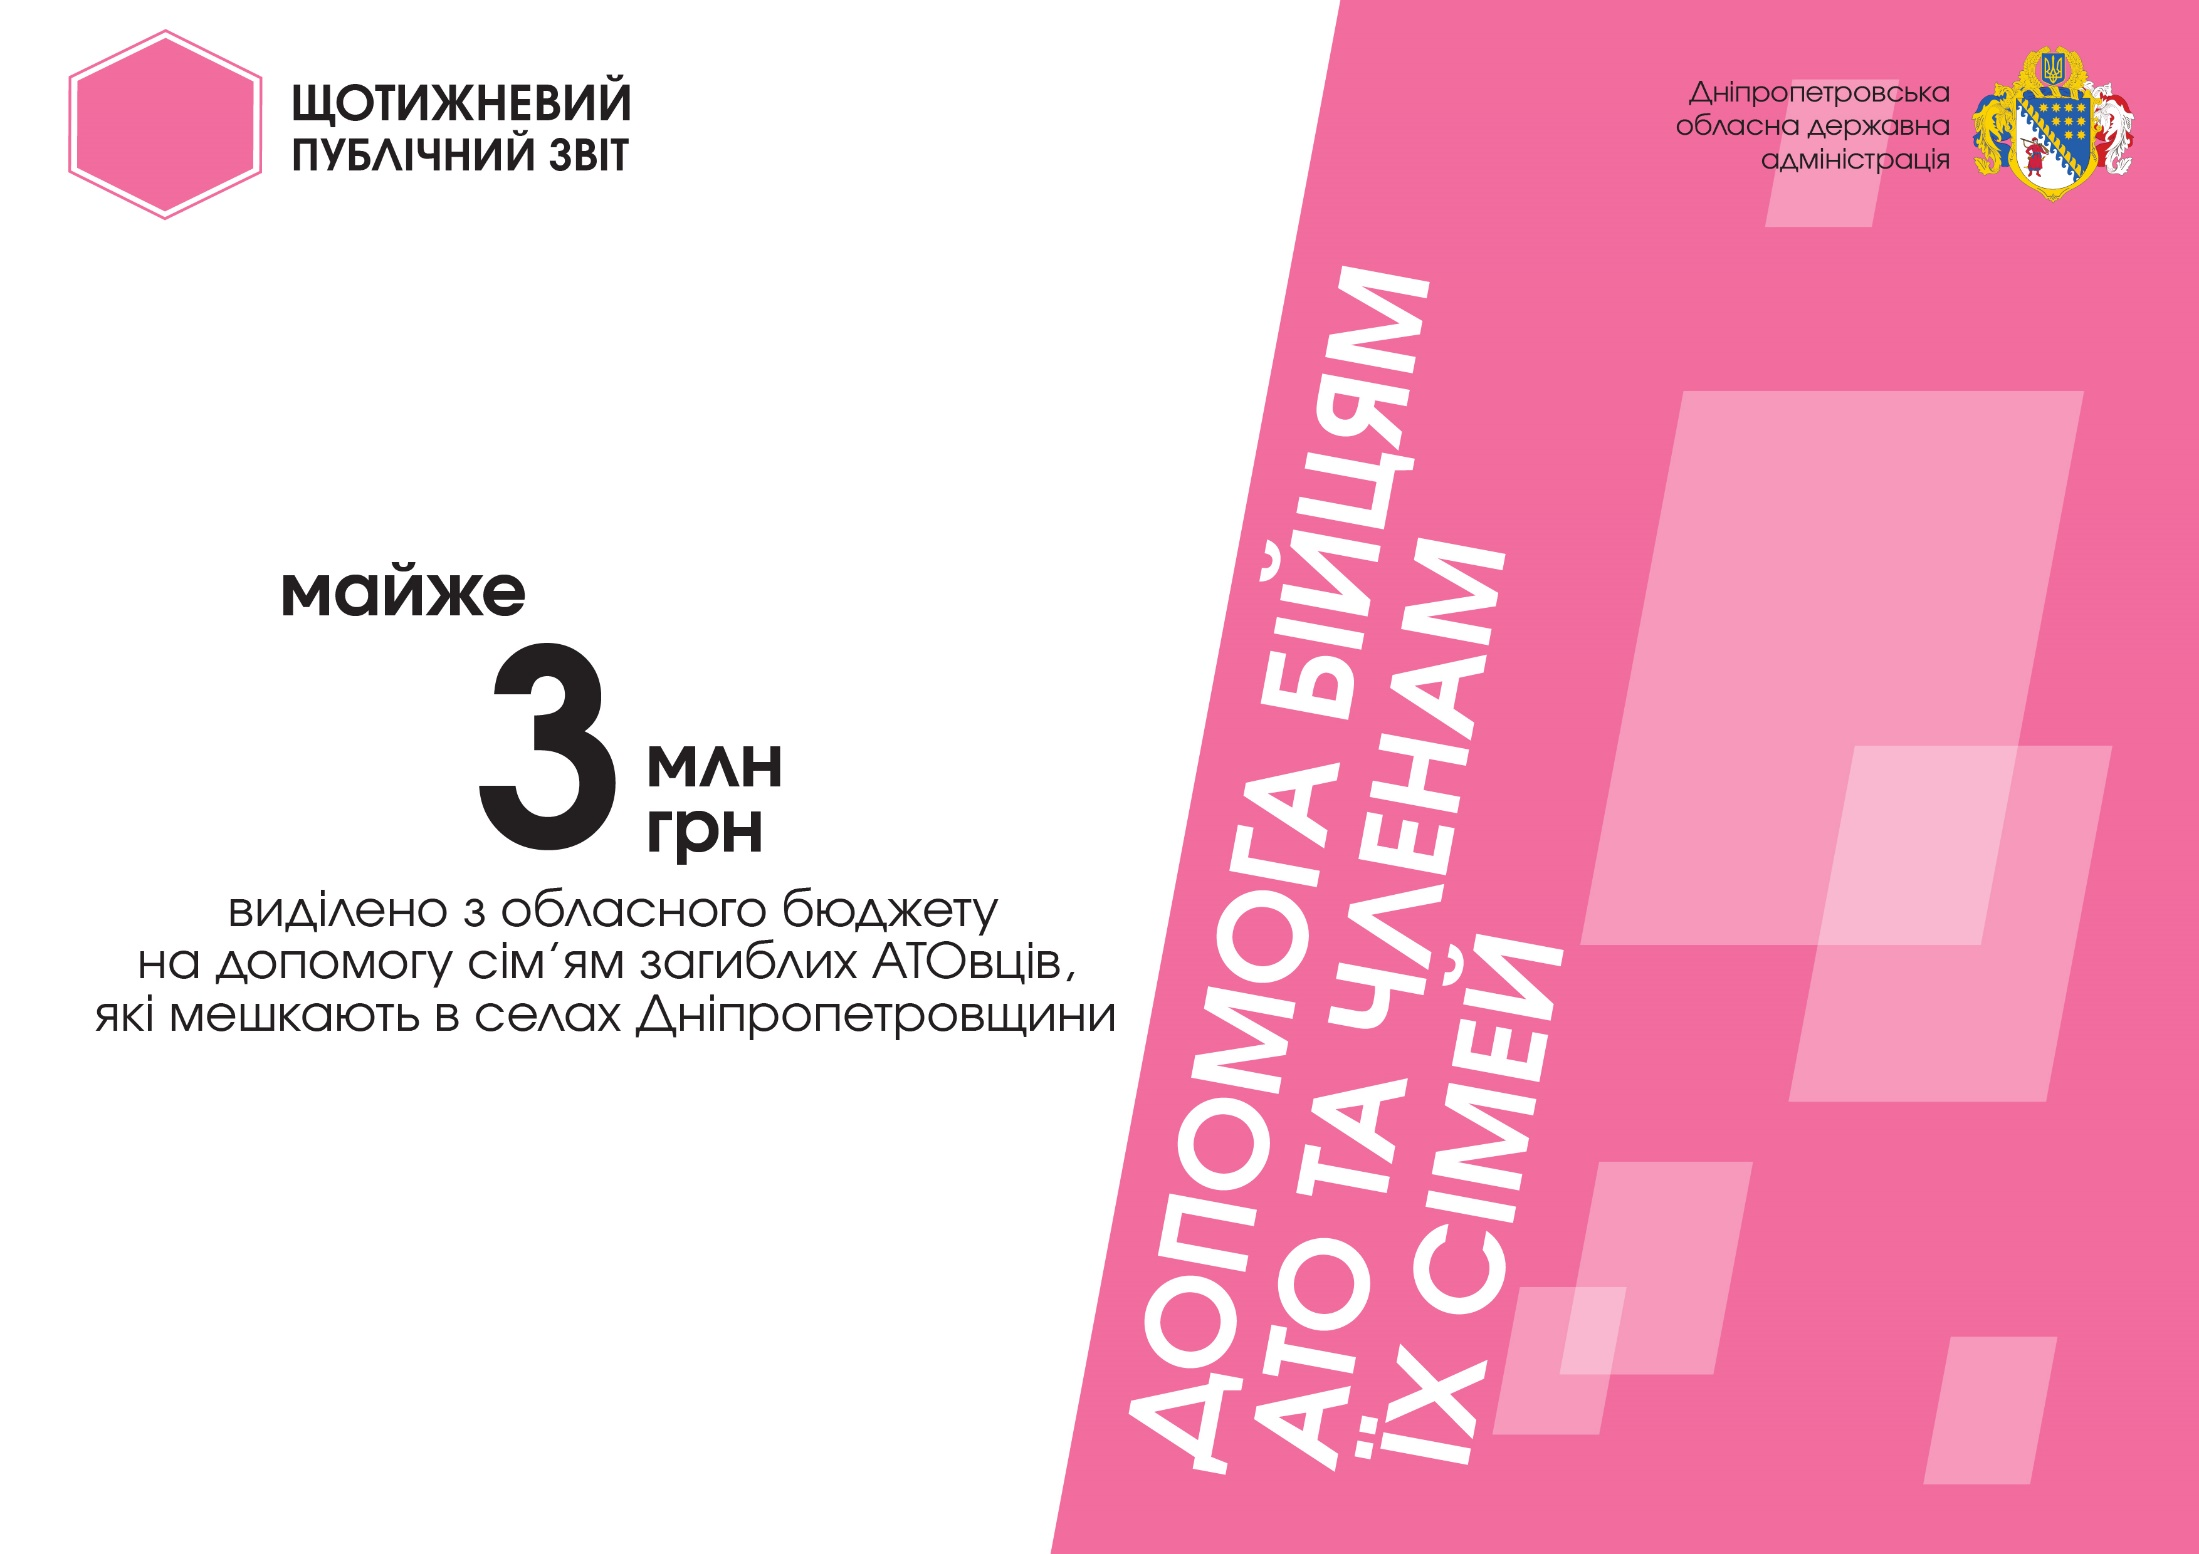 ЩОТИЖНЕВИЙ
ПУБЛІЧНИЙ ЗВІТ
Дніпропетровська
обласна державна
адміністрація
майже
3
млн
грн
виділено з обласного бюджету
на допомогу сім’ям загиблих АТОвців,
які мешкають в селах Дніпропетровщини
ДОПОМОГА БІЙЦЯМ
АТО ТА ЧЛЕНАМ
ЇХ СІМЕЙ